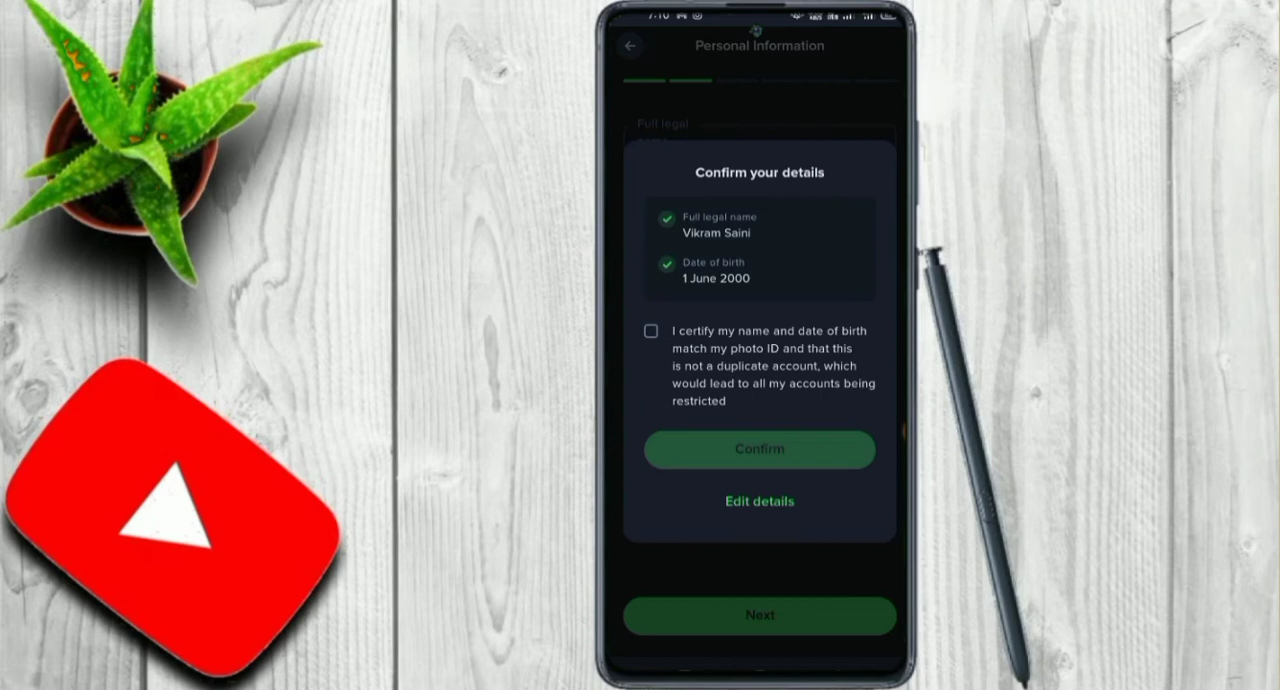 7:10
Personal Information
Full legal
Confirm your details
Full legal name
Vikram Saini
Date of birth
1 June 2000
I certify my name and date of birth
match my photo ID and that this
is not a duplicate account, which
would lead to all my accounts being
restricted
Confirm
Edit details
Next